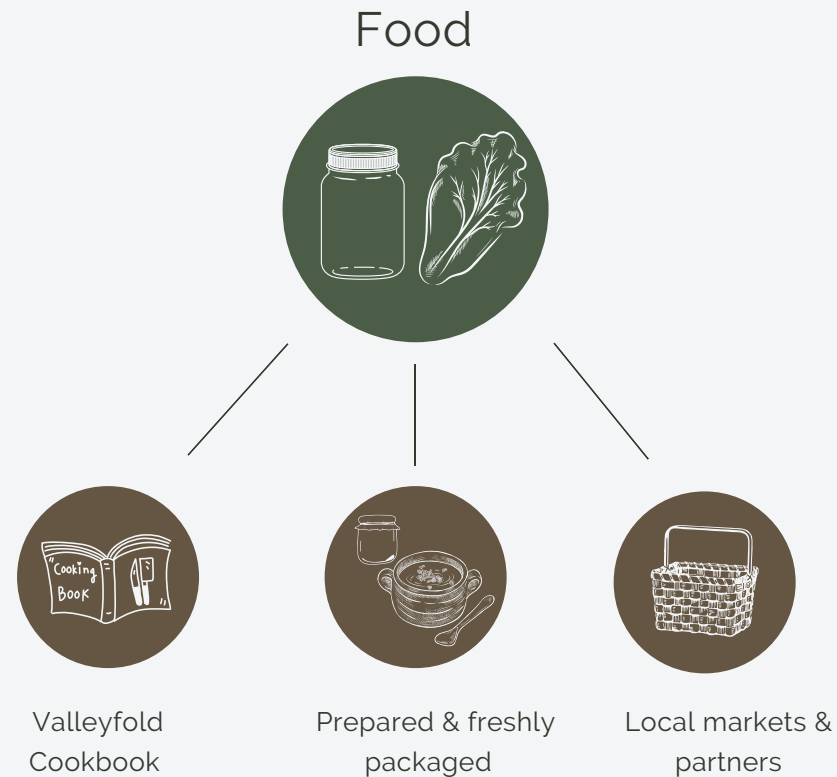 Food
"Cooking
Book
"
Valleyfold
Cookbook
Prepared & freshly
packaged
Local markets &
partners